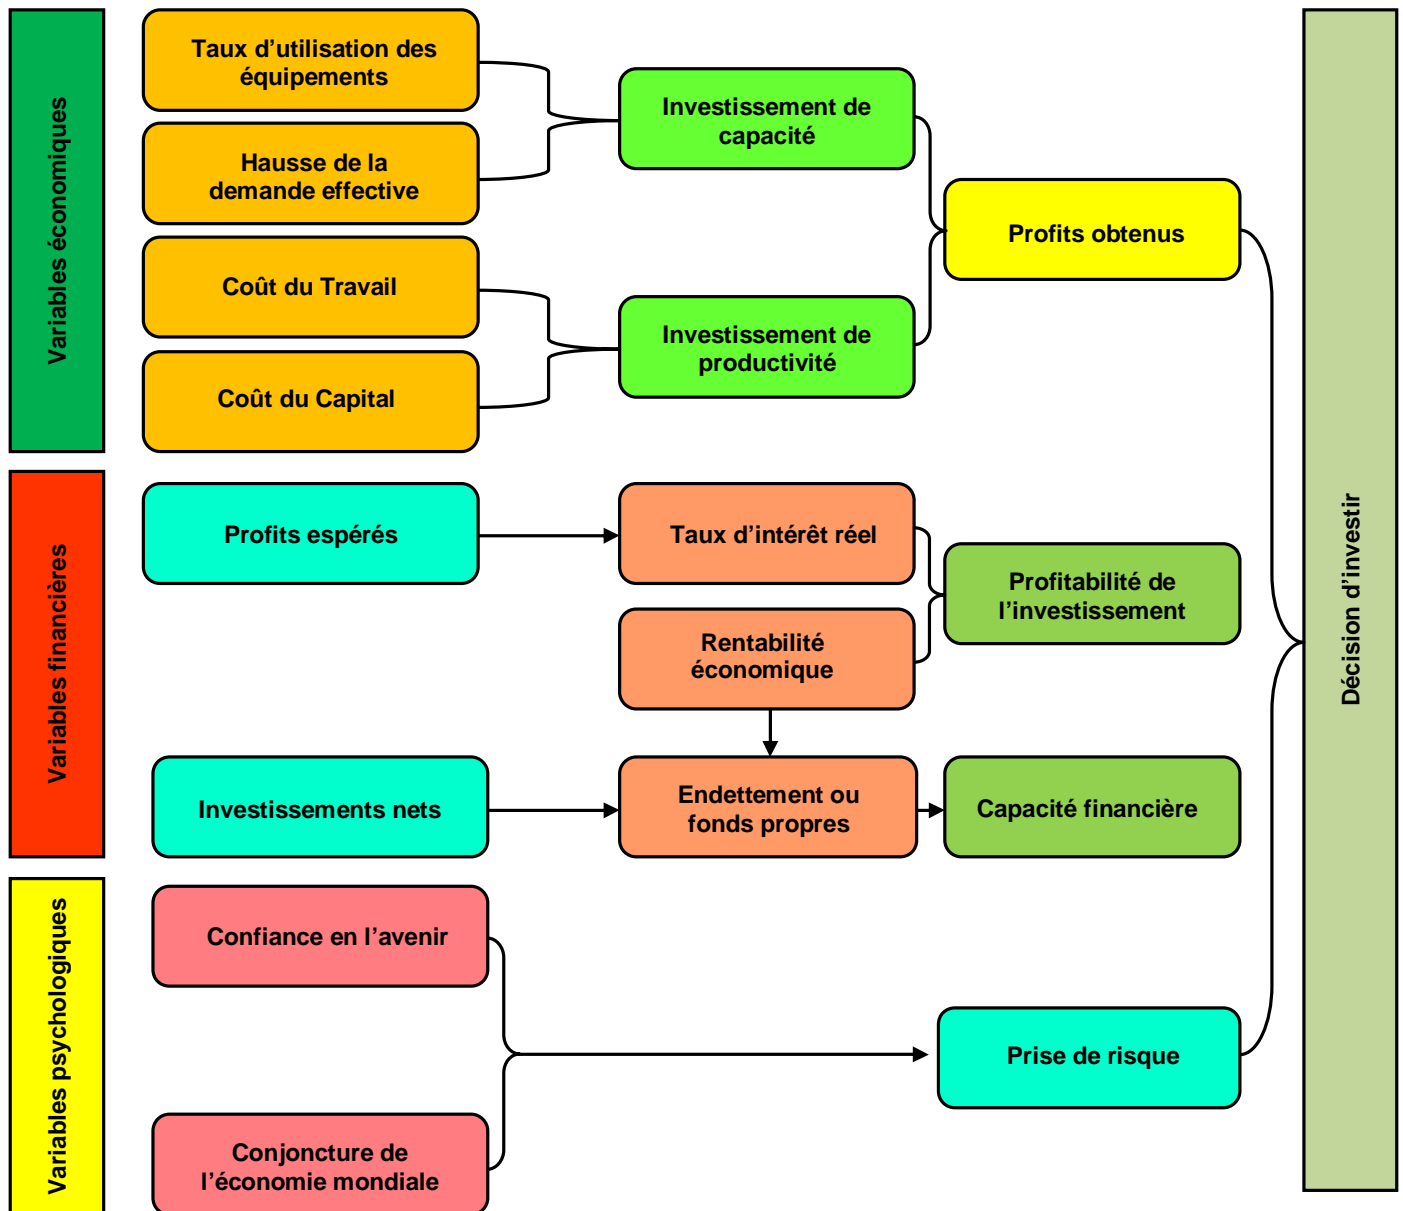 Variables économiques
Taux d’utilisation des
équipements
Hausse de la
demande effective
Coût du Travail
Coût du Capital
Investissement de
capacité
Investissement de
productivité
Profits obtenus
Variables financières
Profits espérés
Investissements nets
Taux d’intérêt réel
Rentabilité
économique
Endettement ou
fonds propres
Profitabilité de
l’investissement
Capacité financière
Variables psychologiques
Confiance en l’avenir
Conjoncture de
l’économie mondiale
Prise de risque
Décision d’investir